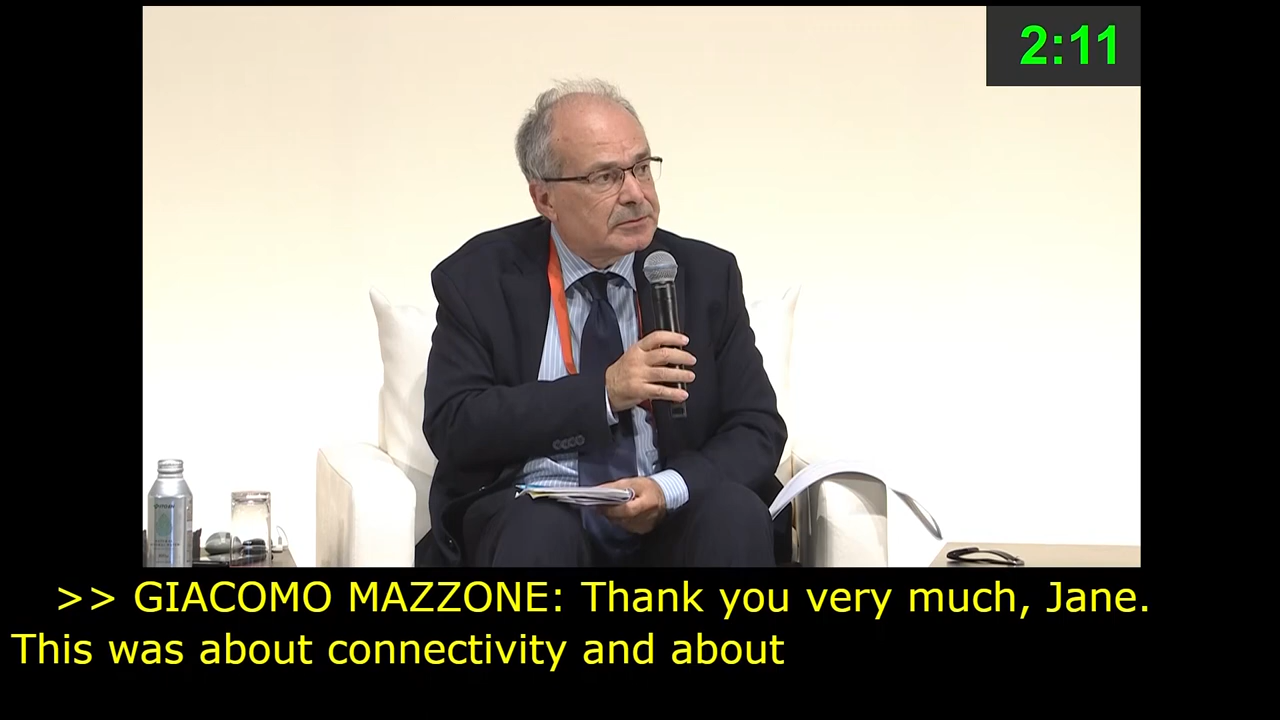 2:11
>> GIACOMO MAZZONE: Thank you very much, Jane.
This was about connectivity and about